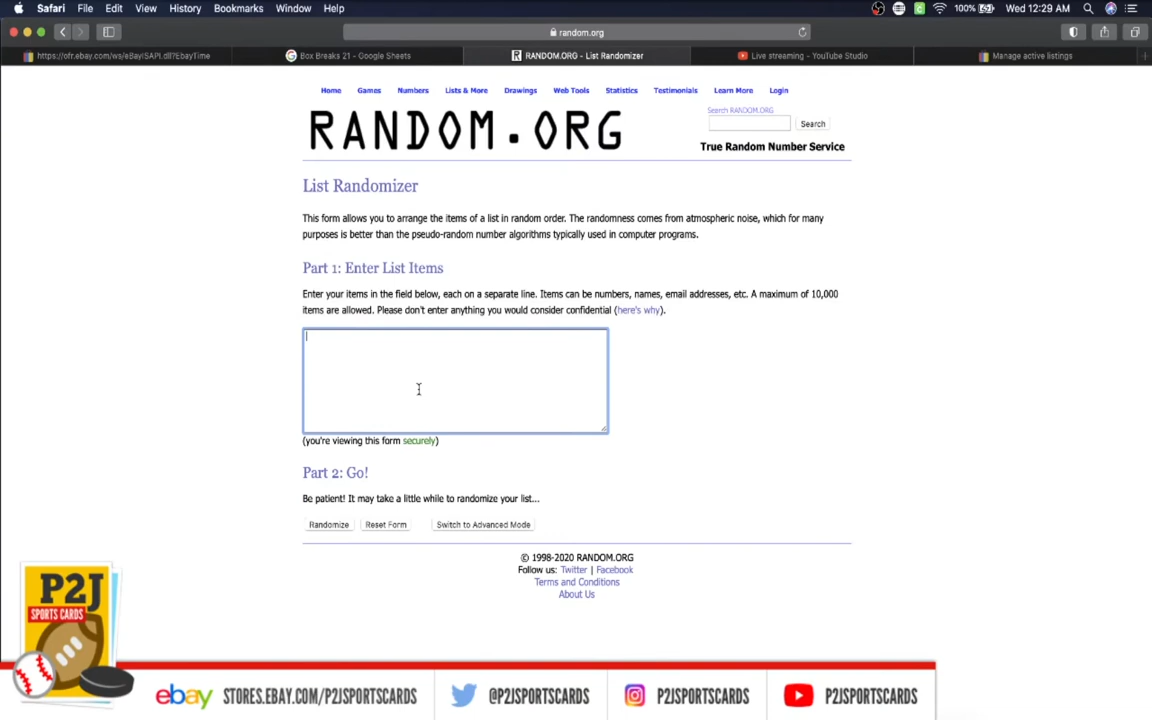 Safari File Edit View History Bookmarks Window Help 100% Wed 12:29 AM
random.org
https://ofr.ebay.com/ws/eBayISAPI.dll?EbayTime Box Breaks 21 - Google Sheets RANDOM.ORG - List Randomizer Live streaming - YouTube Studio Manage active listings
Home Games Numbers Lists & More Drawings Web Tools Statistics Testimonials Learn More Login
Search RANDOM.ORG
RANDOM.ORG
Search
True Random Number Service
List Randomizer
This form allows you to arrange the items of a list in random order. The randomness comes from atmospheric noise, which for many
purposes is better than the pseudo-random number algorithms typically used in computer programs.
Part 1: Enter List Items
Enter your items in the field below, each on a separate line. Items can be numbers, names, email addresses, etc. A maximum of 10,000
items are allowed. Please don't enter anything you would consider confidential (here's why).
(you're viewing this form securely)
Part 2: Go!
Be patient! It may take a little while to randomize your list...
Randomize Reset Form Switch to Advanced Mode
© 1998-2020 RANDOM.ORG
Follow us: Twitter | Facebook
Terms and Conditions
About Us
P2J
SPORTS CARDS
ebay STORES.EBAY.COM/P2JSPORTSCARDS @P2JSPORTSCARDS P2JSPORTSCARDS P2JSPORTSCARDS